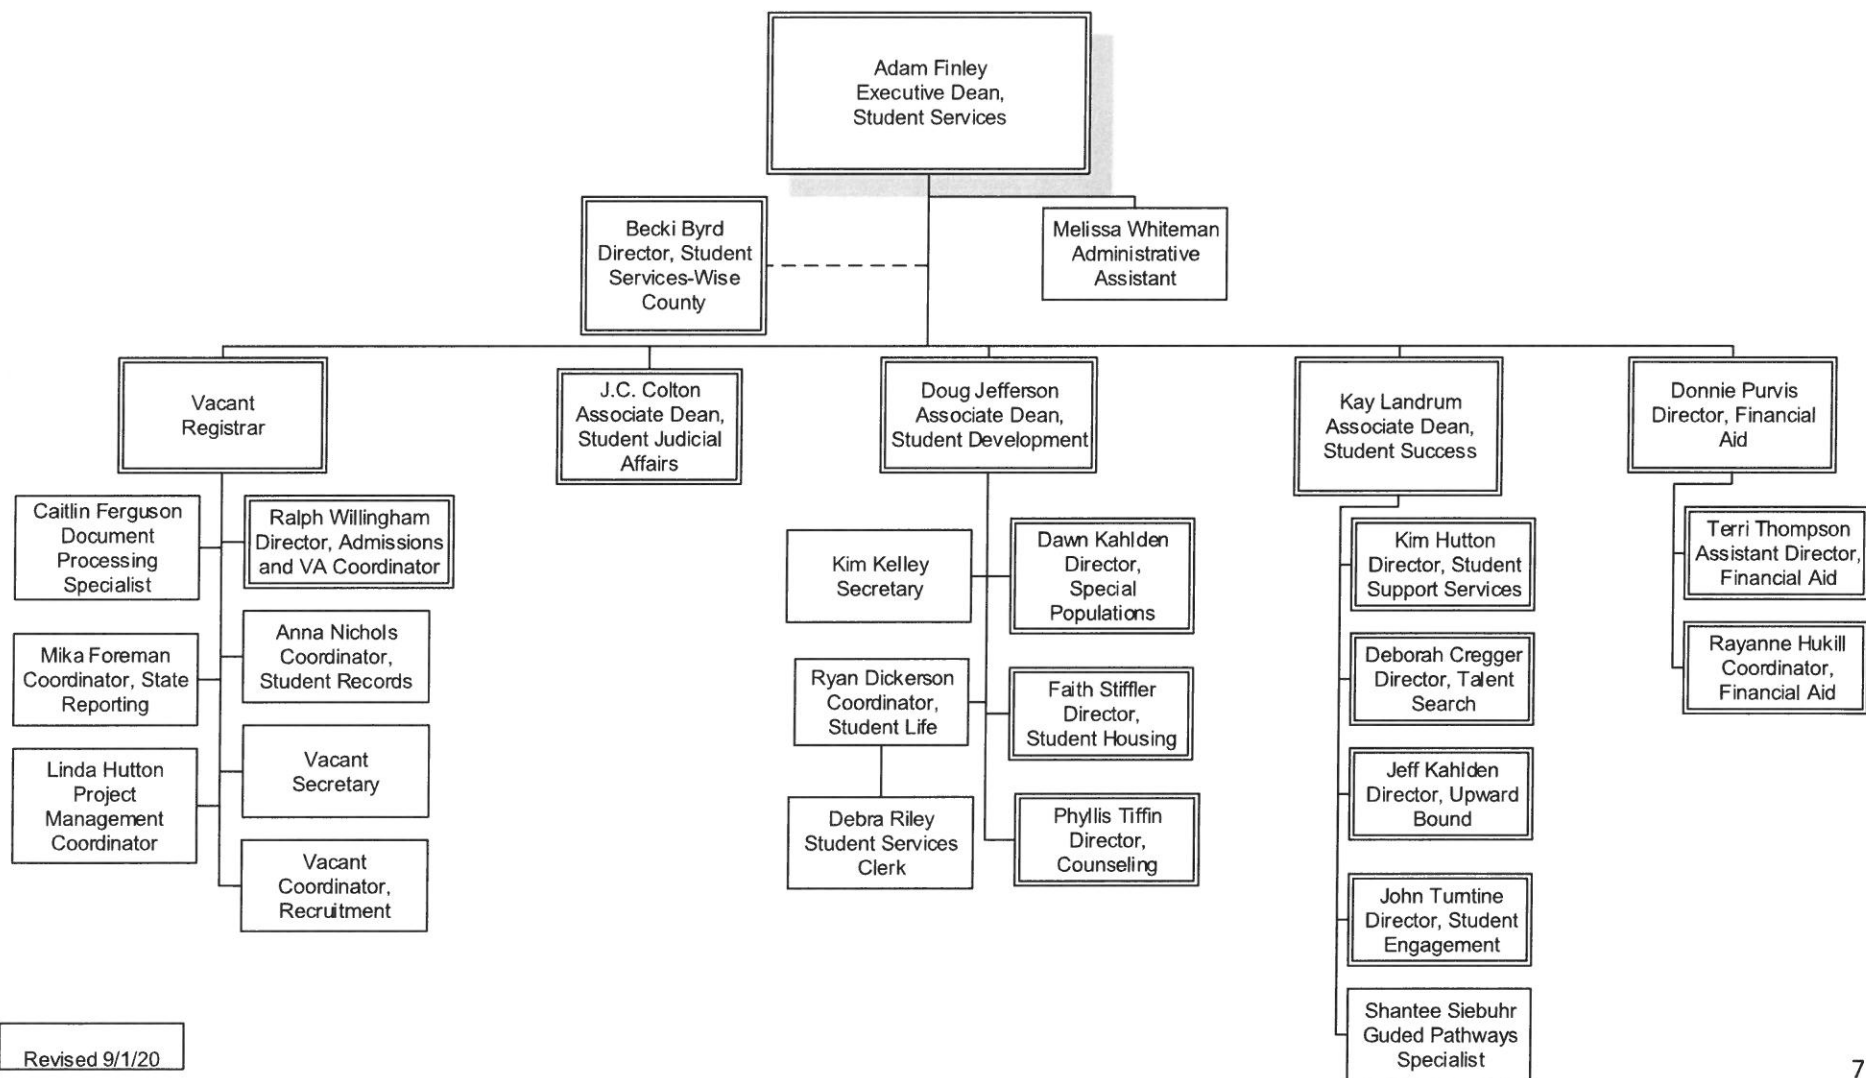 Adam Finley
Executive Dean,
Student Services
Becki Byrd
Director, Student
Services-Wise
County
Melissa Whiteman
Administrative
Assistant
Vacant
Registrar
J.C. Colton
Associate Dean,
Student Judicial
Affairs
Doug Jefferson
Associate Dean,
Student Development
Kay Landrum
Associate Dean,
Student Success
Donnie Purvis
Director, Financial
Aid
Caitlin Ferguson
Document
Processing
Specialist
Ralph Willingham
Director, Admissions
and VA Coordinator
Mika Foreman
Coordinator, State
Reporting
Anna Nichols
Coordinator,
Student Records
Linda Hutton
Project
Management
Coordinator
Vacant
Secretary
Vacant
Coordinator,
Recruitment
Kim Kelley
Secretary
Dawn Kahlden
Director,
Special
Populations
Ryan Dickerson
Coordinator,
Student Life
Faith Stiffler
Director,
Student Housing
Debra Riley
Student Services
Clerk
Phyllis Tiffin
Director,
Counseling
Kim Hutton
Director, Student
Support Services
Deborah Cregger
Director, Talent
Search
Jeff Kahlden
Director, Upward
Bound
John Tumtine
Director, Student
Engagement
Shantee Siebuhr
Guded Pathways
Specialist
Terri Thompson
Assistant Director,
Financial Aid
Rayanne Hukill
Coordinator,
Financial Aid
Revised 9/1/20
7